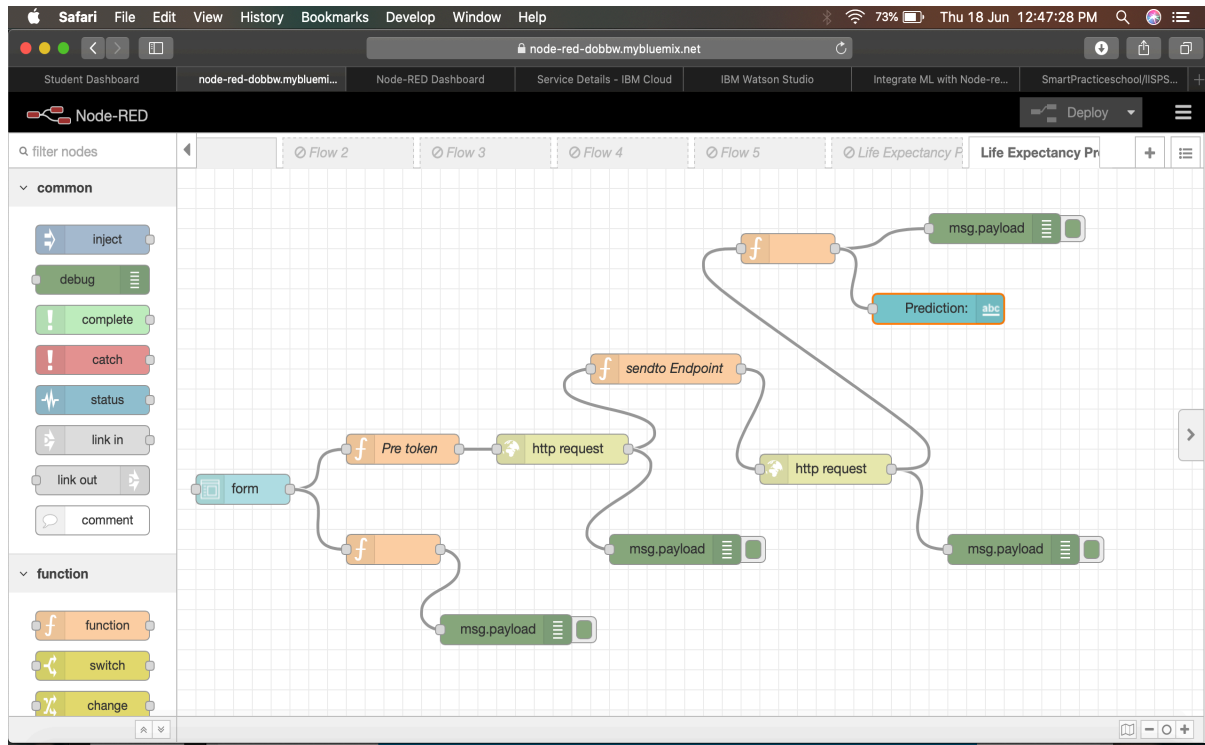 Safari File Edit View History Bookmarks Develop Window Help 73% Thu 18 Jun 12:47:28 PM
node-red-dobbw.mybluemix.net
Student Dashboard node-red-dobbw.mybluemi... Node-RED Dashboard Service Details - IBM Cloud IBM Watson Studio Integrate ML with Node-re... SmartPracticeschool/IISPS...
Node-RED Deploy
filter nodes Flow 2 Flow 3 Flow 4 Flow 5 Life Expectancy P Life Expectancy Pr
common
inject
debug
complete
catch
status
link in
link out
comment
function
function
switch
change
msg.payload
Prediction: abc
sendto Endpoint
Pre token http request
http request
form
msg.payload msg.payload
msg.payload